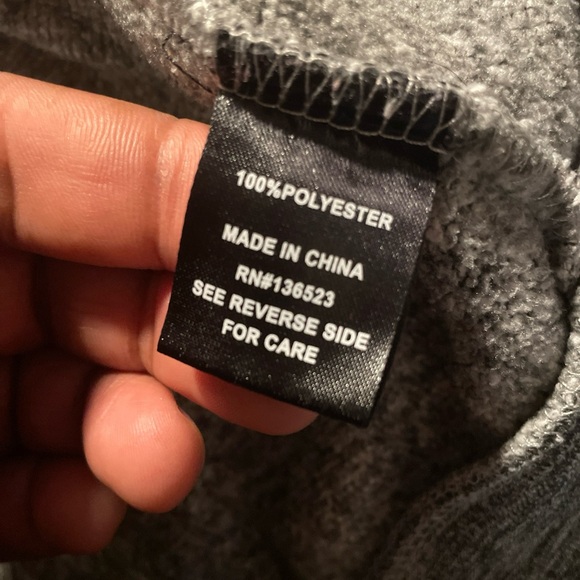 100%POLYESTER
MADE IN CHINA
RN#136523
SEE REVERSE SIDE
FOR CARE